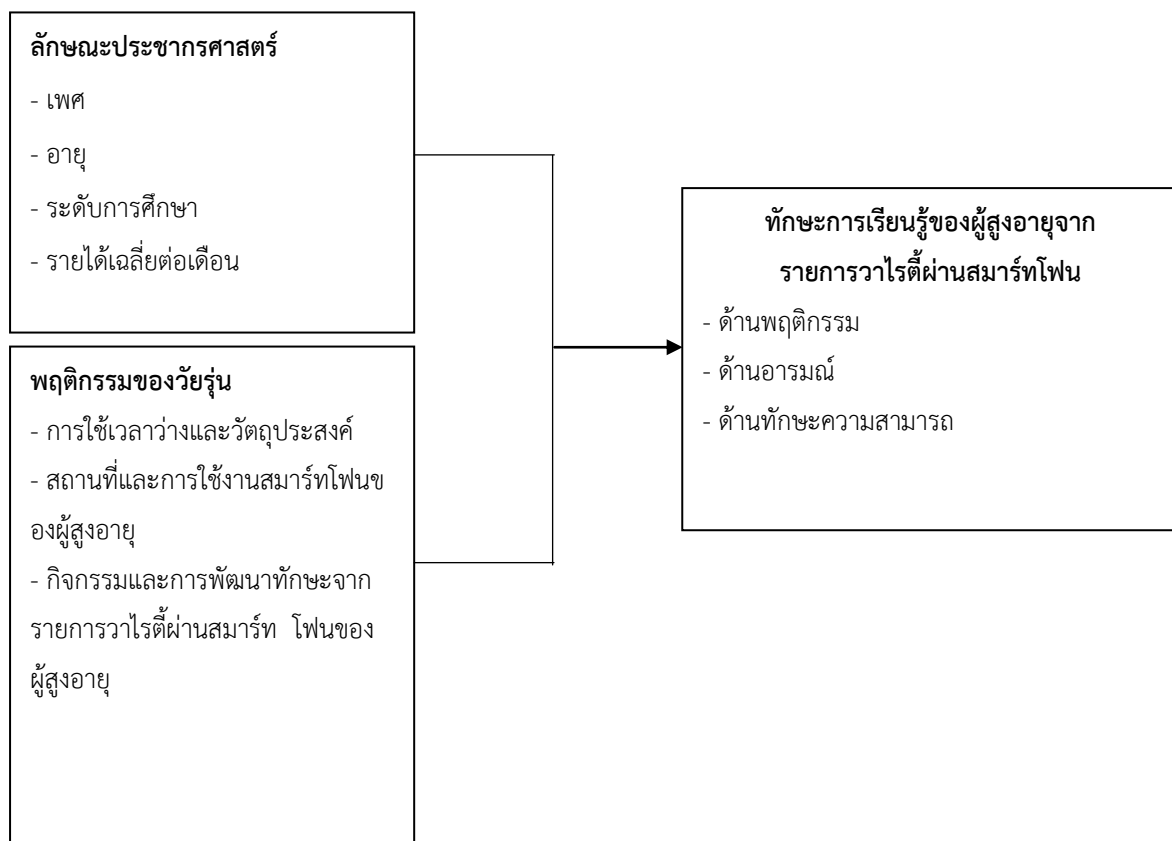 ลักษณะประชากรศาสตร์
- เพศ
- อายุ
- ระดับการศึกษา
- รายได้เฉลี่ยต่อเดือน
พฤติกรรมของวัยรุ่น
- การใช้เวลาว่างและวัตถุประสงค์
- สถานที่และการใช้งานสมาร์ทโฟนข
องผู้สูงอายุ
- กิจกรรมและการพัฒนาทักษะจาก
รายการวาไรตี้ผ่านสมาร์ท โฟนของ
ผู้สูงอายุ
ทักษะการเรียนรู้ของผู้สูงอายุจาก
รายการวาไรตี้ผ่านสมาร์ทโฟน
- ด้านพฤติกรรม
- ด้านอารมณ์
- ด้านทักษะความสามารถ